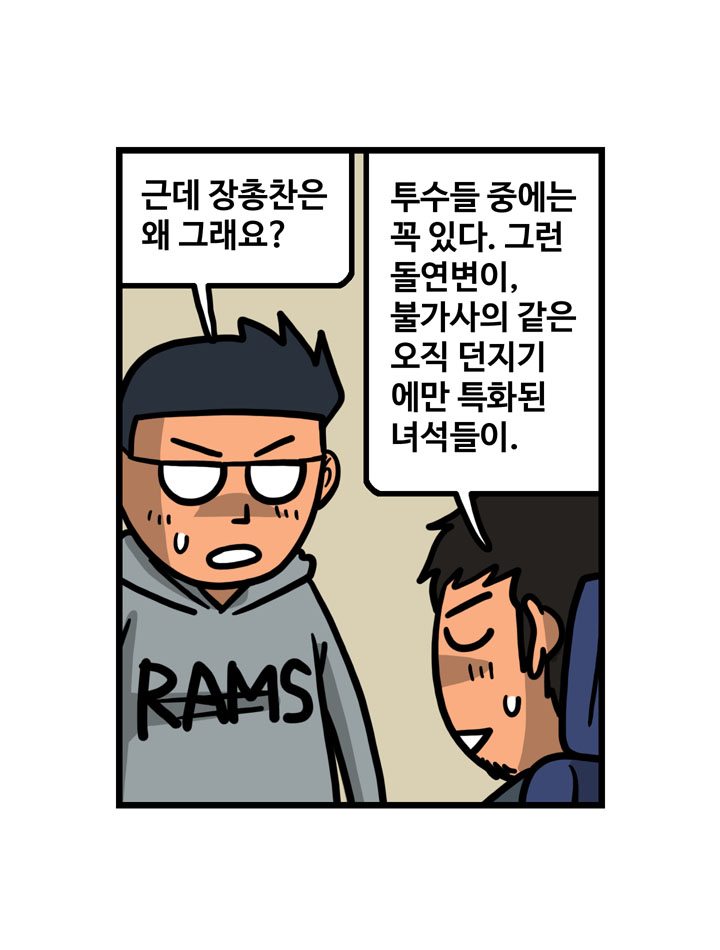 근데 장총찬은
왜 그래요?
투수들 중에는
꼭 있다. 그런
돌연변이,
불가사의 같은
오직 던지기
에만 특화된
녀석들이.
RAMS